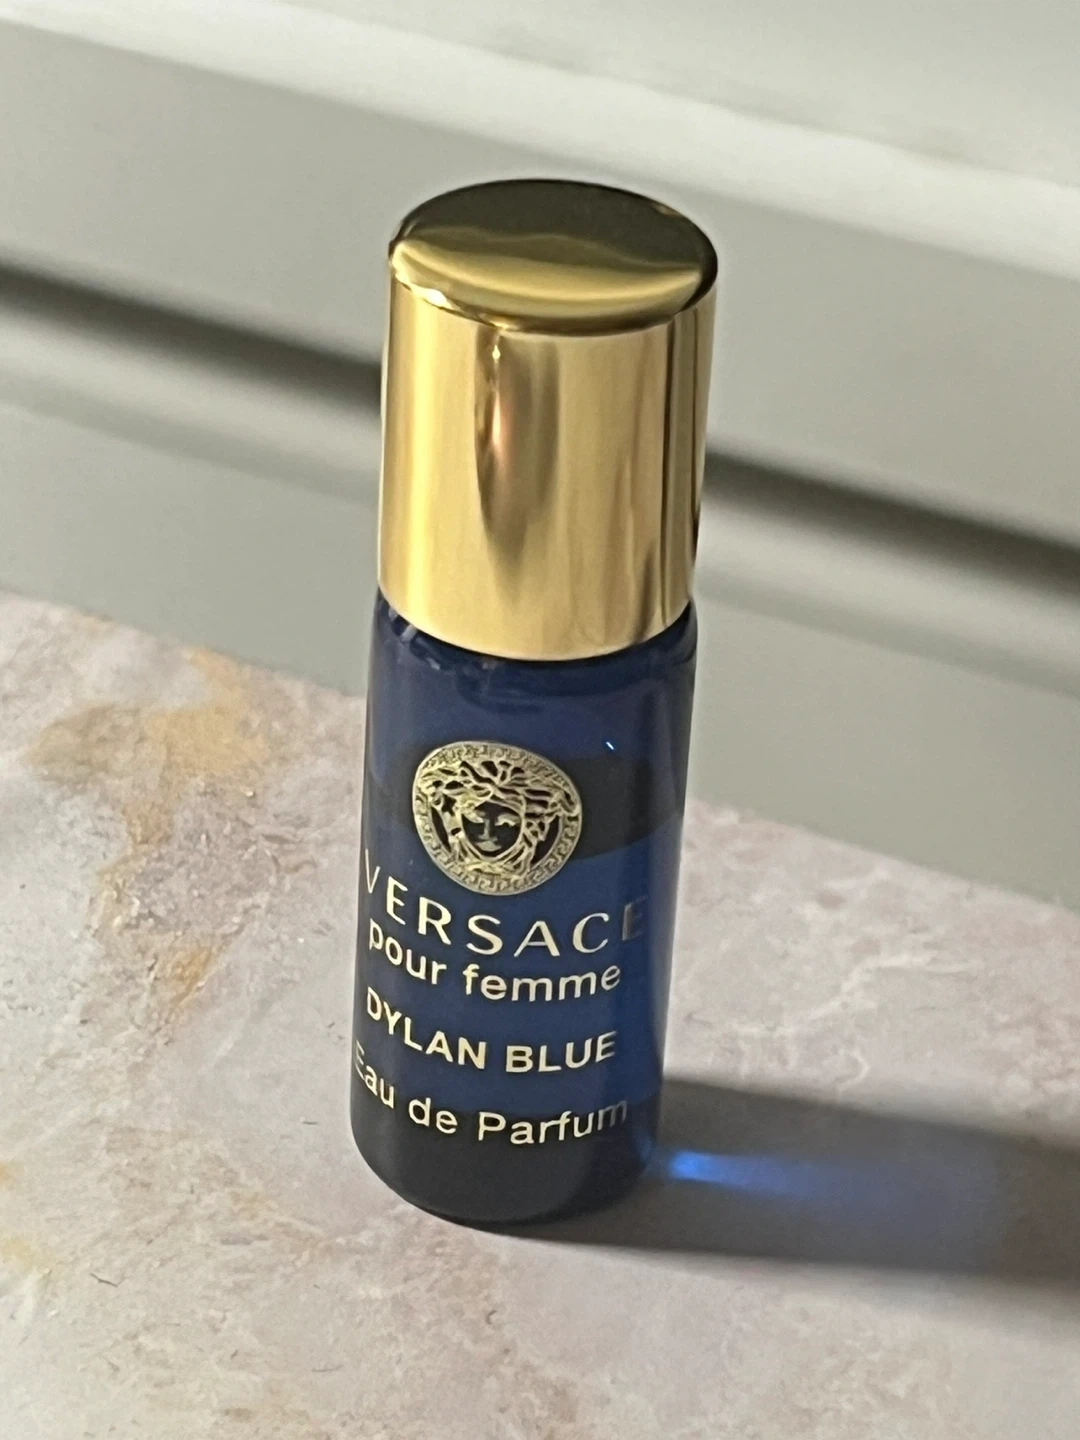 VERSACE
pour femme
DYLAN BLUE
Eau de Parfum